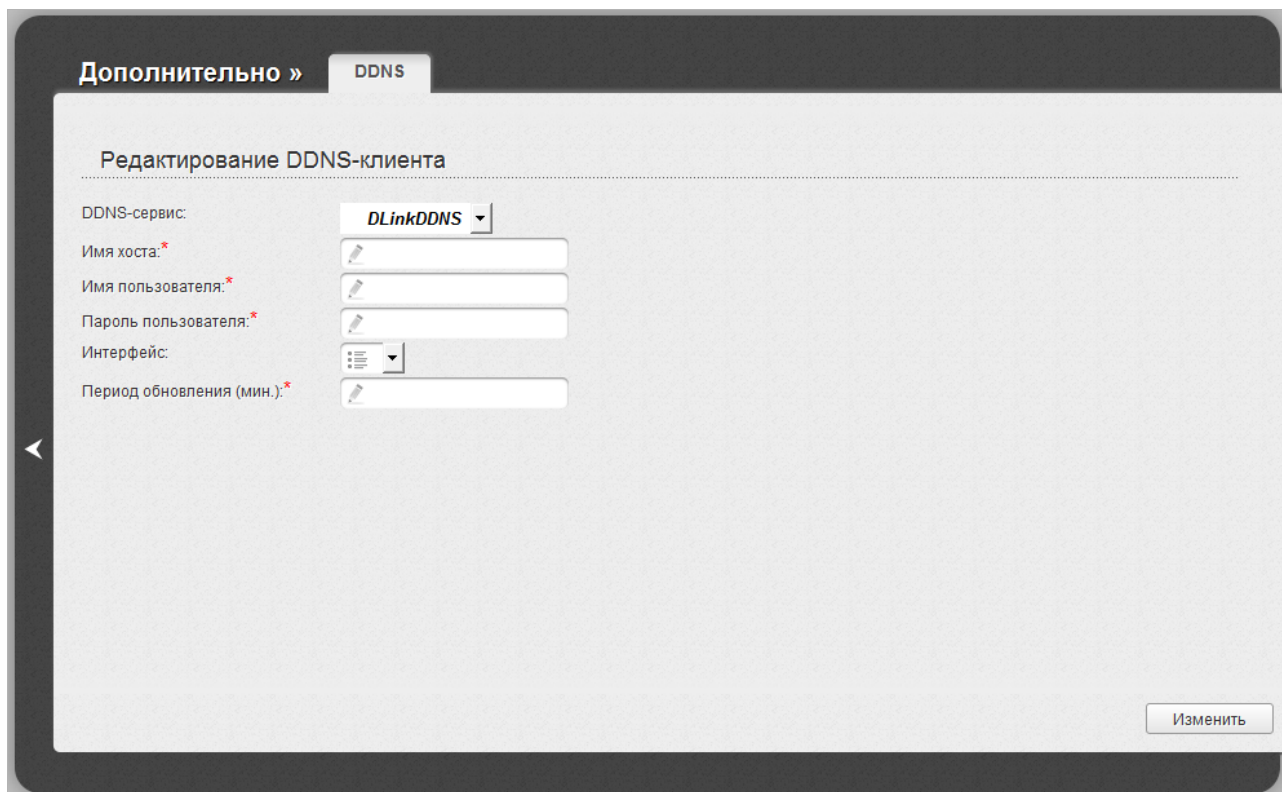 Дополнительно »
DDNS
Редактирование DDNS-клиента
DDNS-сервис:
DLinkDDNS
Имя хоста:*
Имя пользователя:*
Пароль пользователя:*
Интерфейс:
Период обновления (мин.):*
Изменить